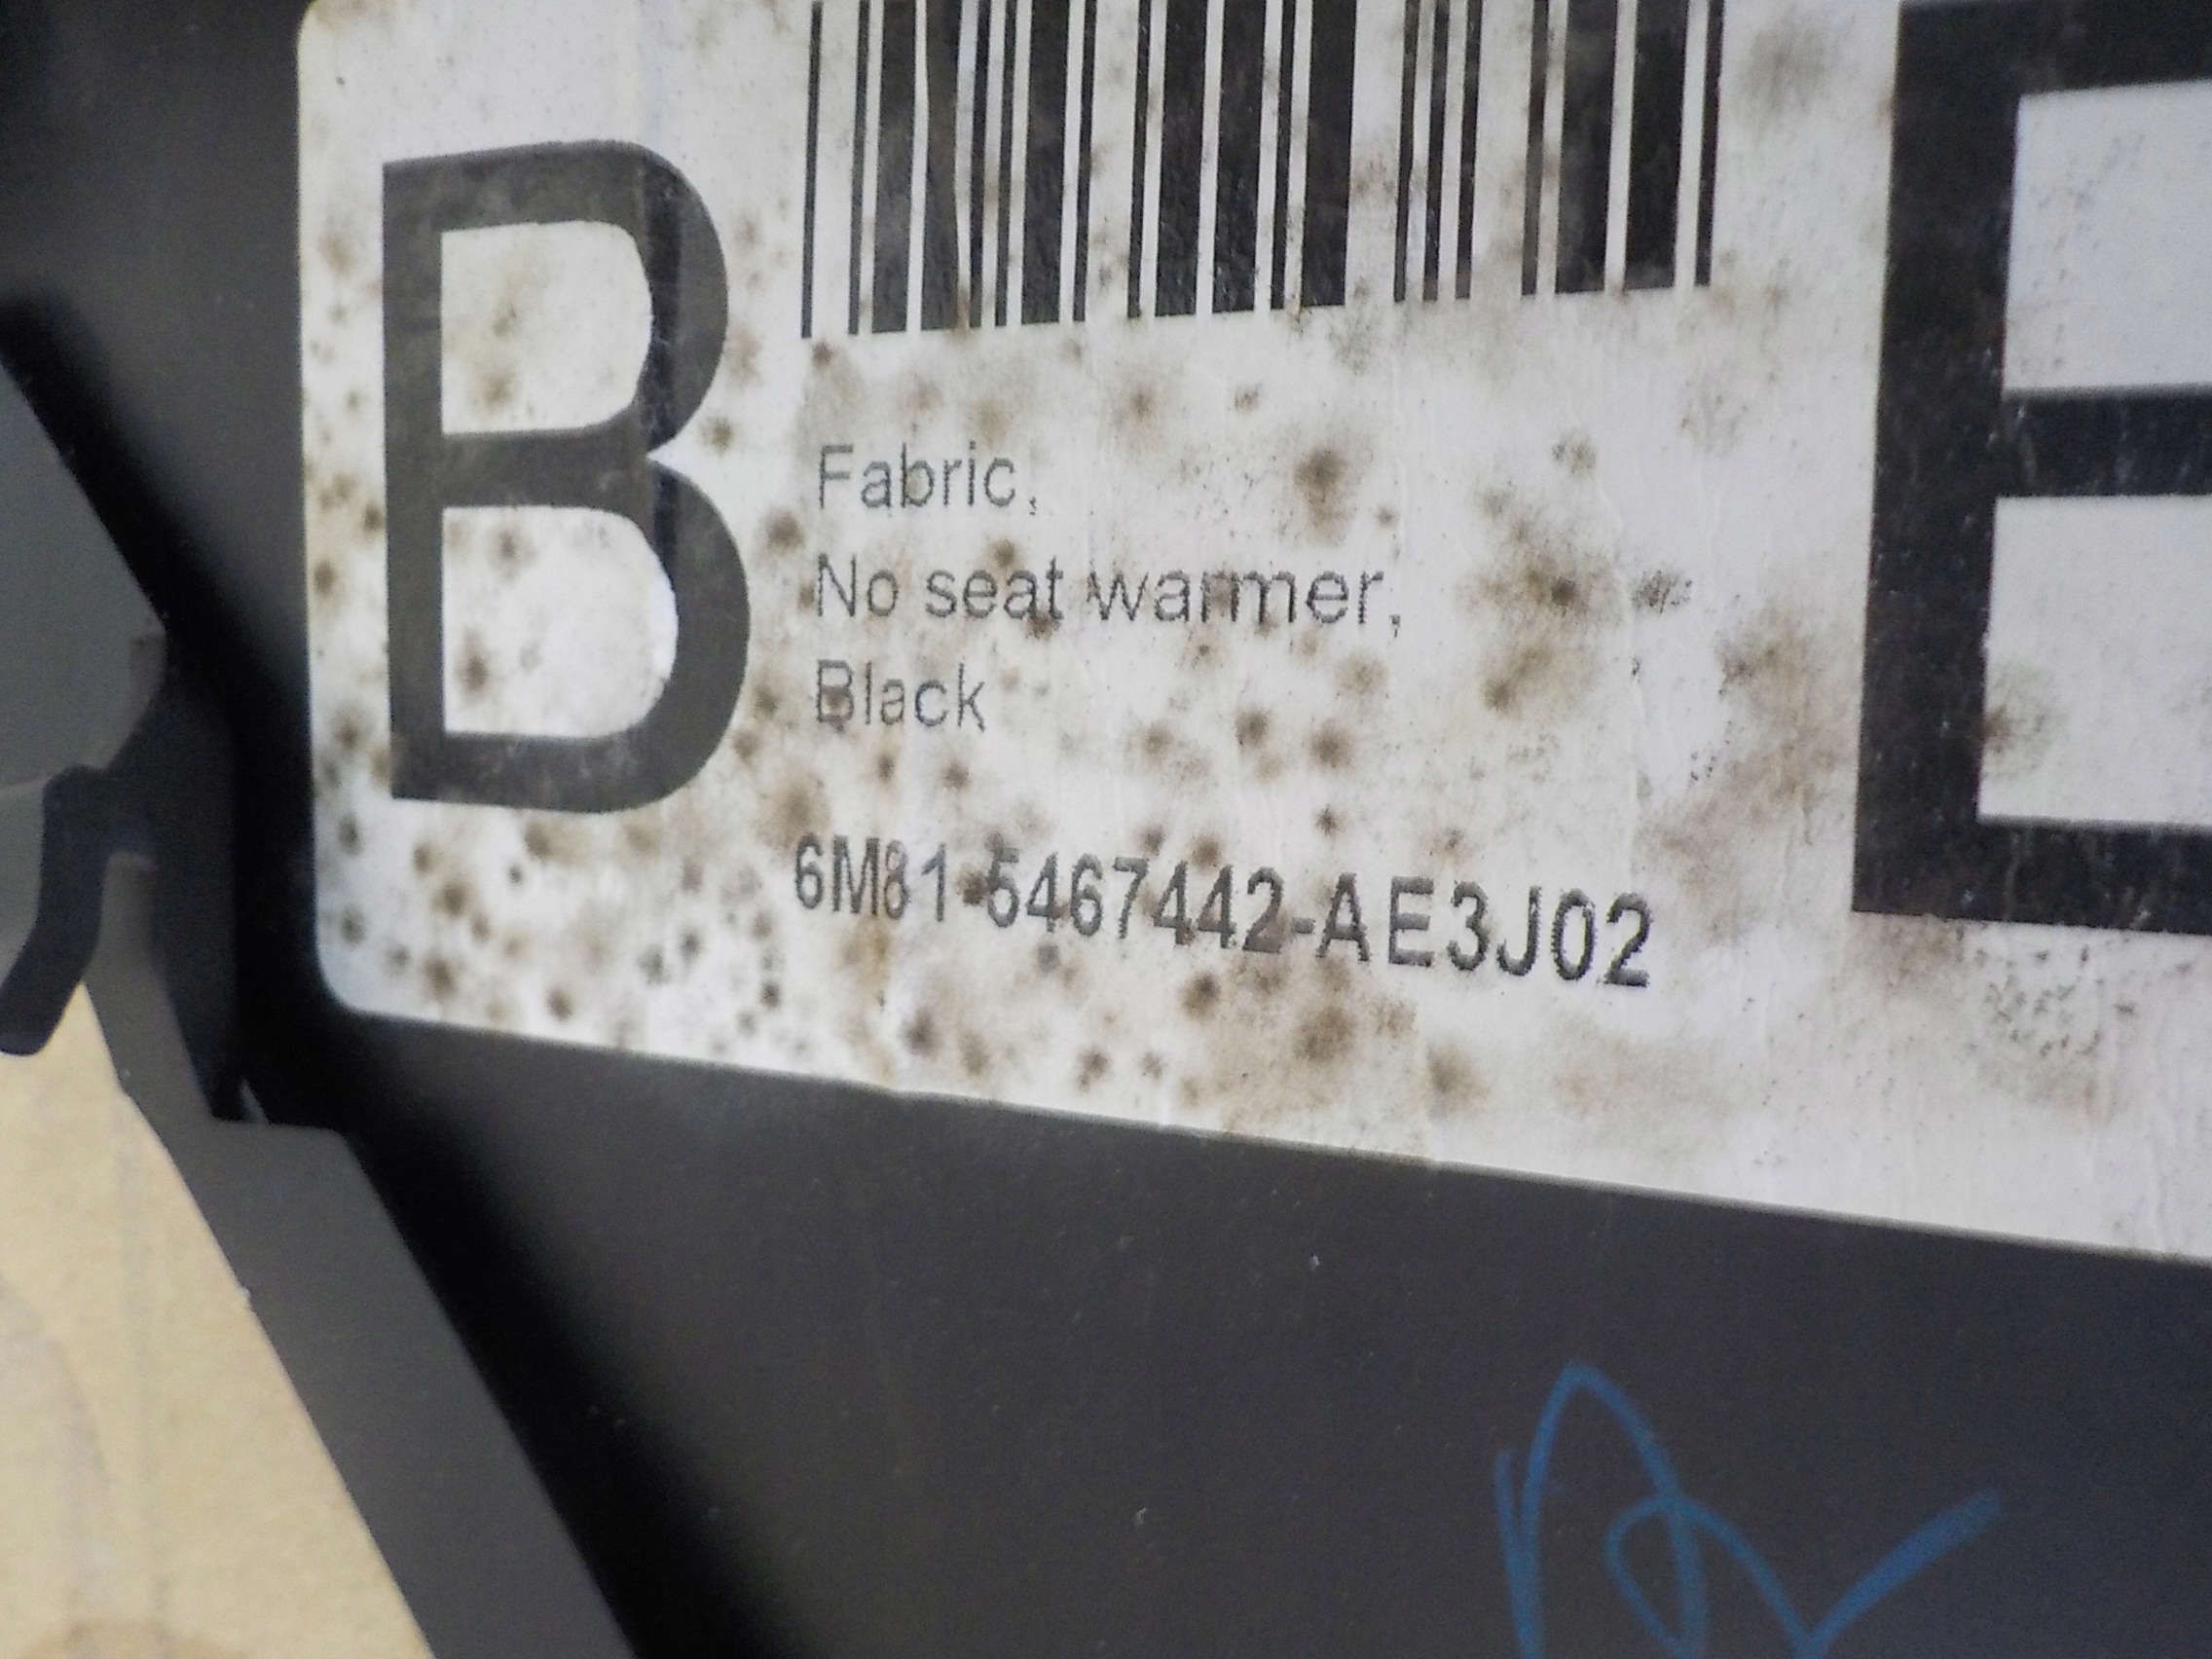 B
E
Fabric,
No seat warmer,
Black
6M81-5467442-AE3J02